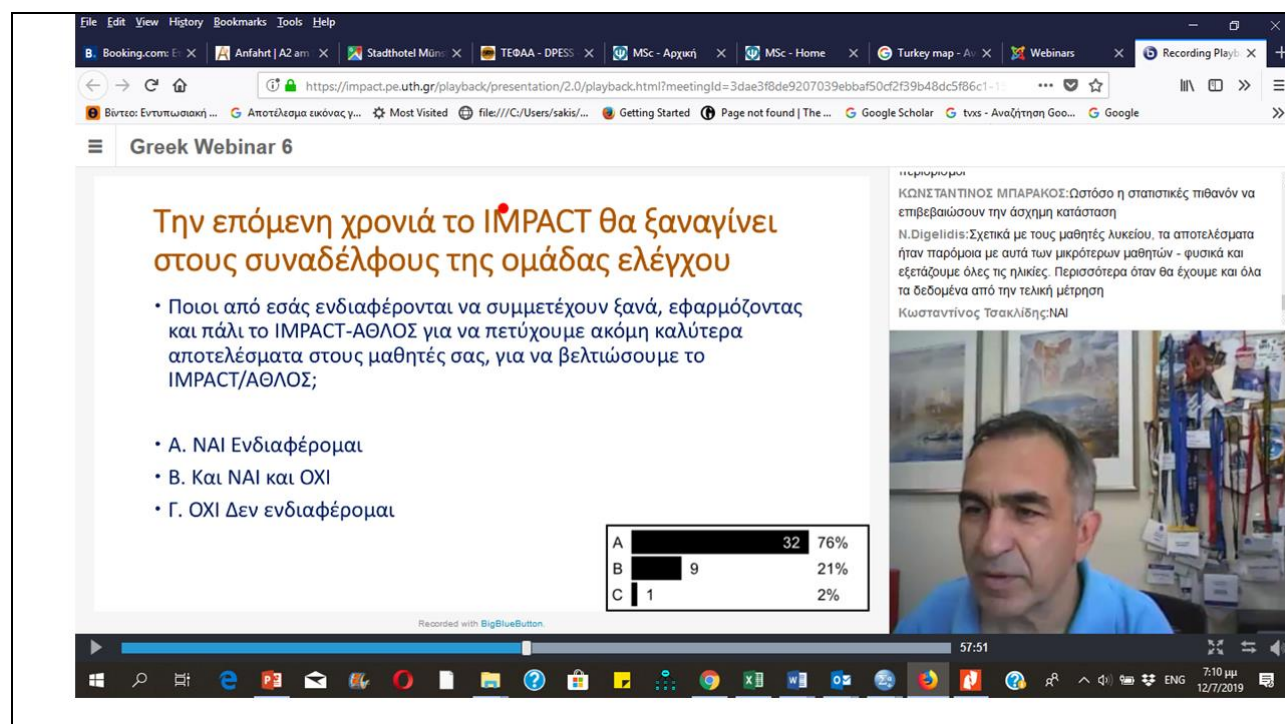 File Edit View History Bookmarks Tools Help
Booking.com: E
Anfahrt | A2 am
Stadthotel Müns
ΤΕΦΑΑ - DPESS
MSc - Αρχική
MSc - Home
Turkey map - Av
Webinars
Recording Playb
https://impact.pe.uth.gr/playback/presentation/2.0/playback.html?meetingId=3dae3f8de9207039ebbaf50cf2f39b48dc5f86c1-1
Βίντεο: Εντυπωσιακή ... Αποτέλεσμα εικόνας γ... Most Visited file:///C:/Users/sakis/... Getting Started Page not found | The ... Google Scholar tvxs - Αναζήτηση Goo... Google
Greek Webinar 6
Την επόμενη χρονιά το IMPACT θα ξαναγίνει
στους συναδέλφους της ομάδας ελέγχου
• Ποιοι από εσάς ενδιαφέρονται να συμμετέχουν ξανά, εφαρμόζοντας
και πάλι το IMPACT-ΑΘΛΟΣ για να πετύχουμε ακόμη καλύτερα
αποτελέσματα στους μαθητές σας, για να βελτιώσουμε το
IMPACT/ΑΘΛΟΣ;
• Α. ΝΑΙ Ενδιαφέρομαι
• Β. Και ΝΑΙ και ΟΧΙ
• Γ. ΟΧΙ Δεν ενδιαφέρομαι
A 32 76%
B 9 21%
C 1 2%
Recorded with BigBlueButton.
περιορισμοί
ΚΩΝΣΤΑΝΤΙΝΟΣ ΜΠΑΡΑΚΟΣ:Ωστόσο η στατιστικές πιθανόν να
επιβεβαιώσουν την άσχημη κατάσταση
N.Digelidis:Σχετικά με τους μαθητές λυκείου, τα αποτελέσματα
ήταν παρόμοια με αυτά των μικρότερων μαθητών - φυσικά και
εξετάζουμε όλες τις ηλικίες. Περισσότερα όταν θα έχουμε και όλα
τα δεδομένα από την τελική μέτρηση
Κωσταντίνος Τσακλίδης:ΝΑΙ
57:51
ENG
7:10 μμ
12/7/2019